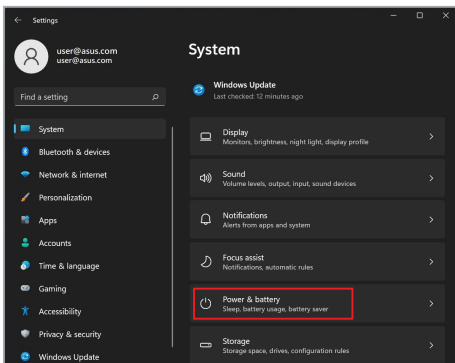 Settings
user@asus.com
user@asus.com
Find a setting
System
Bluetooth & devices
Network & internet
Personalization
Apps
Accounts
Time & language
Gaming
Accessibility
Privacy & security
Windows Update
System
Windows Update
Last checked: 12 minutes ago
Display
Monitors, brightness, night light, display profile
Sound
Volume levels, output, input, sound devices
Notifications
Alerts from apps and system
Focus assist
Notifications, automatic rules
Power & battery
Sleep, battery usage, battery saver
Storage
Storage space, drives, configuration rules